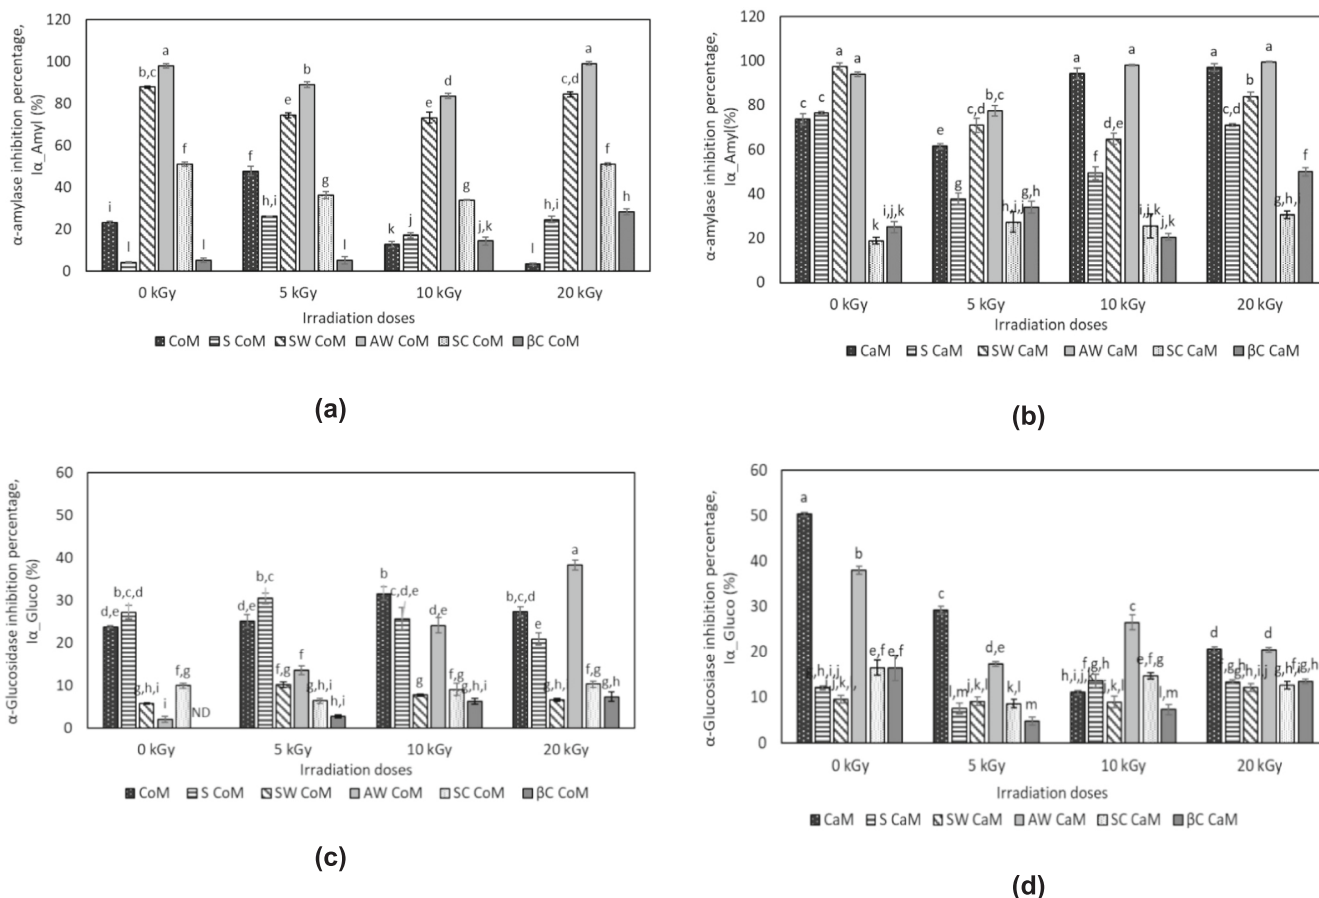 120
100
80
60
40
20
0
α-amylase inhibition percentage,
Iα_Amyl (%)
i
l
b,c
a
f
l
f
h,i
e
b
g
l
k
j
e
d
g
j,k
l
h,i
c,d
a
f
h
0 kGy
5 kGy
10 kGy
20 kGy
Irradiation doses
CoM
S CoM
SW CoM
AW CoM
SC CoM
βC CoM
(a)
120
100
80
60
40
20
0
α-amylase inhibition percentage,
Iα_Amyl(%)
c
c
a
a
k
i,j,k
e
g
c,d
b,c
g,h
a
f
d,e
a
i,j,k
j,k
a
c,d
b
a
f
0 kGy
5 kGy
10 kGy
20 kGy
Irradiation doses
CaM
S CaM
SW CaM
AW CaM
SC CaM
βC CaM
(b)
60
50
40
30
20
10
0
α-Glucosidase inhibition percentage,
Iα_Gluco (%)
d,e
b,c,d
g,h,i
i
f,g
ND
d,e
b,c
f,g
f
g,h,i
h,i
b
c,d,e
g
d,e
f,g
g,h,i
b,c,d
e
a
f,g
g,h
0 kGy
5 kGy
10 kGy
20 kGy
Irradiation doses
CoM
S CoM
SW CoM
AW CoM
SC CoM
βC CoM
(c)
60
50
40
30
20
10
0
α-Glucosiase inhibition percentage,
Iα_Gluco (%)
a
b
e,f
e,f
c
l,m
j,k,l
d,e
k,l
m
f,g,h
c
e,f,g
l,m
d
d
0 kGy
5 kGy
10 kGy
20 kGy
Irradiation doses
CaM
S CaM
SW CaM
AW CaM
SC CaM
βC CaM
(d)